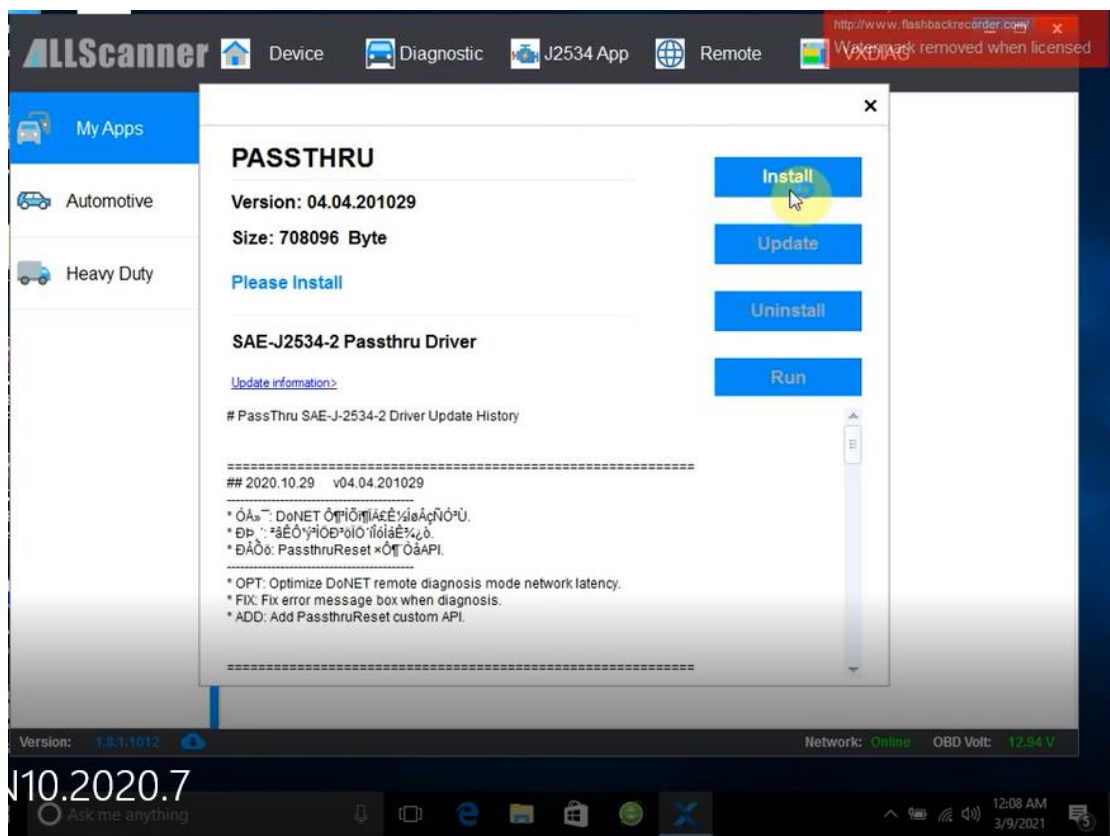 http://www.flashbackrecorder.com/
Watermark removed when licensed
ALLScanner
Device
Diagnostic
J2534 App
Remote
VXDIAG
My Apps
Automotive
Heavy Duty
PASSTHRU
Version: 04.04.201029
Size: 708096 Byte
Please Install
Install
Update
Uninstall
Run
SAE-J2534-2 Passthru Driver
Update information>
# PassThru SAE-J-2534-2 Driver Update History
============================================================
## 2020.10.29 v04.04.201029
----------------------------------------
DoNET
PassthruReset
----------------------------------------
* OPT: Optimize DoNET remote diagnosis mode network latency.
* FIX: Fix error message box when diagnosis.
* ADD: Add PassthruReset custom API.
============================================================
Version: 1.8.1.1012
Network: Online OBD Volt: 12.94 V
10.2020.7
Ask me anything
12:08 AM
3/9/2021